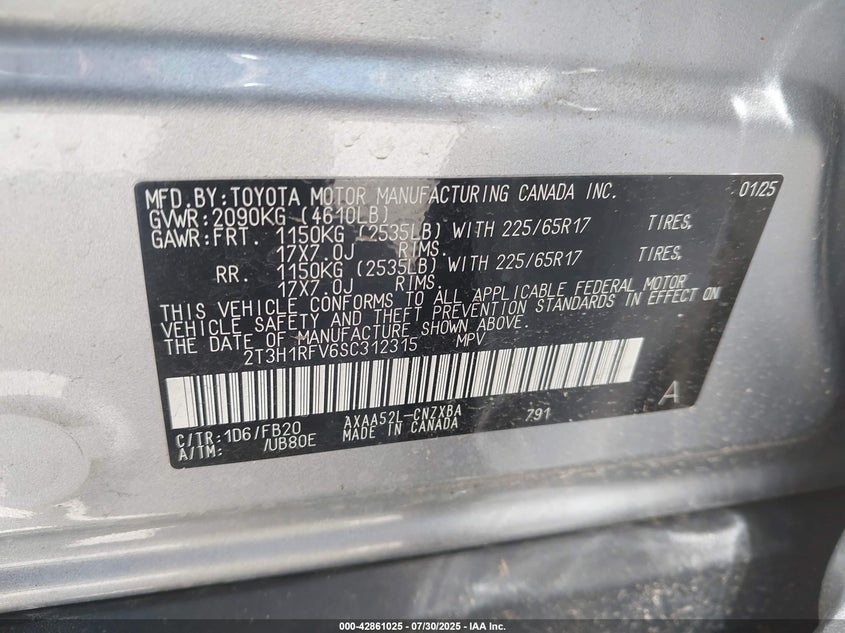 MFD.BY:TOYOTA MOTOR MANUFACTURING CANADA INC. 01/25
GVWR:2090KG (4610LB)
GAWR:FRT. 1150KG (2535LB) WITH 225/65R17 TIRES,
17X7.0J RIMS.
RR. 1150KG (2535LB) WITH 225/65R17 TIRES,
17X7.0J RIMS.
THIS VEHICLE CONFORMS TO ALL APPLICABLE FEDERAL MOTOR
VEHICLE SAFETY AND THEFT PREVENTION STANDARDS IN EFFECT ON
THE DATE OF MANUFACTURE SHOWN ABOVE.
2T3H1RFV6SC312315 MPV
C/TR:1D6/FB20 AXAA52L-CNZXBA 791 A
A/TM: /UB80E MADE IN CANADA
000-42861025 - 07/30/2025 - IAA Inc.